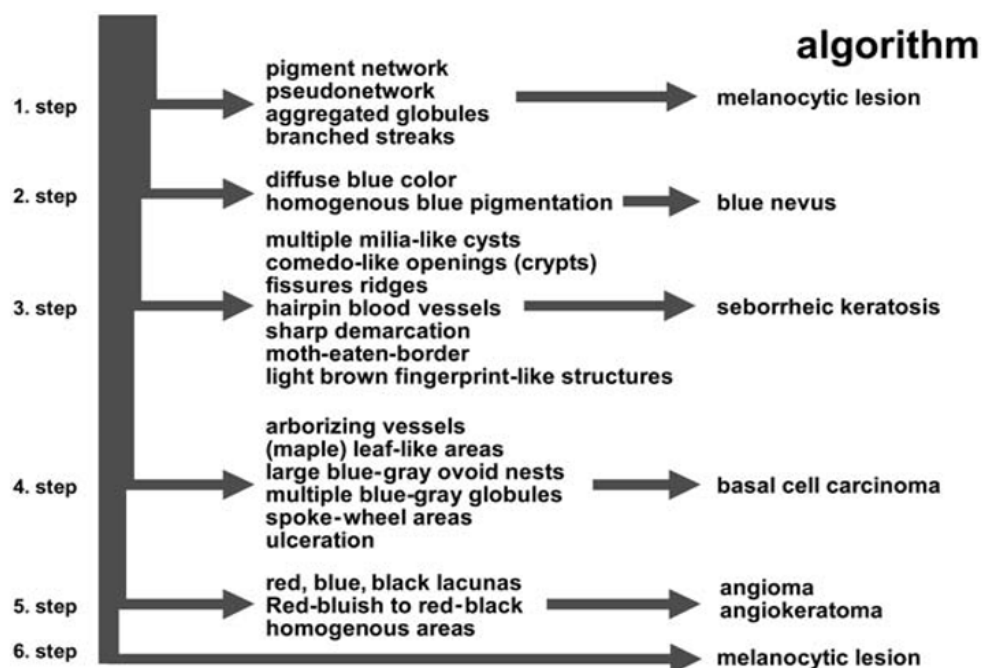 algorithm
1. step
pigment network
pseudonetwork
aggregated globules
branched streaks
melanocytic lesion
2. step
diffuse blue color
homogenous blue pigmentation
blue nevus
3. step
multiple milia-like cysts
comedo-like openings (crypts)
fissures ridges
hairpin blood vessels
sharp demarcation
moth-eaten-border
light brown fingerprint-like structures
seborrheic keratosis
4. step
arborizing vessels
(maple) leaf-like areas
large blue-gray ovoid nests
multiple blue-gray globules
spoke-wheel areas
ulceration
basal cell carcinoma
5. step
red, blue, black lacunas
Red-bluish to red-black
homogenous areas
angioma
angiokeratoma
6. step
melanocytic lesion